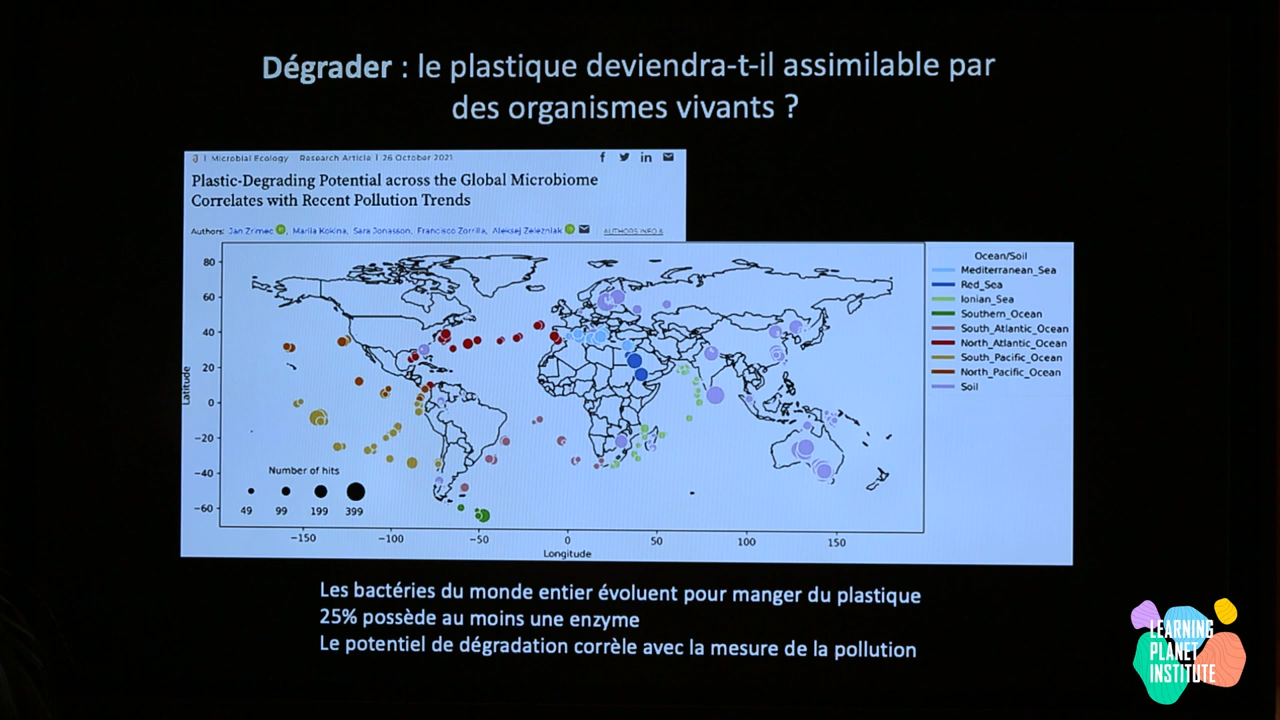 Dégrader : le plastique deviendra-t-il assimilable par
des organismes vivants ?
| Microbial Ecology Research Article | 26 October 2021
Plastic-Degrading Potential across the Global Microbiome
Correlates with Recent Pollution Trends
Authors: Jan Zrimec, Mariia Kokina, Sara Jonasson, Francisco Zorrilla, Aleksej Zelezniak AUTHORS INFO &
Ocean/Soil
Mediterranean_Sea
Red_Sea
Ionian_Sea
Southern_Ocean
South_Atlantic_Ocean
North_Atlantic_Ocean
South_Pacific_Ocean
North_Pacific_Ocean
Soil
Latitude
80
60
40
20
0
−20
−40
−60
Number of hits
49 99 199 399
−150 −100 −50 0 50 100 150
Longitude
Les bactéries du monde entier évoluent pour manger du plastique
25% possède au moins une enzyme
Le potentiel de dégradation corrèle avec la mesure de la pollution
LEARNING
PLANET
INSTITUTE